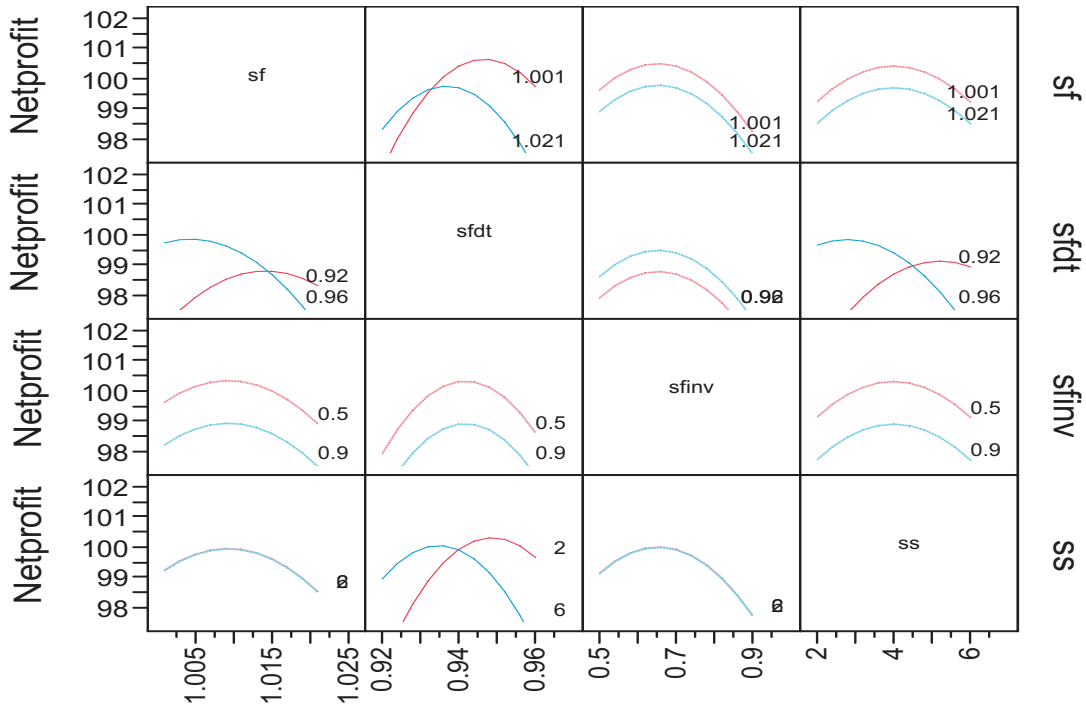 Netprofit 102 101 100 99 98 sf 1.001 1.021 1.001 1.021 1.001 1.021 sf
Netprofit 102 101 100 99 98 0.92 0.96 sfdt 0.92 0.96 sfdt
Netprofit 102 101 100 99 98 0.5 0.9 0.5 0.9 sfinv 0.5 0.9 sfinv
Netprofit 102 101 100 99 98 2 6 ss ss
1.005 1.015 1.025 0.92 0.94 0.96 0.5 0.7 0.9 2 4 6